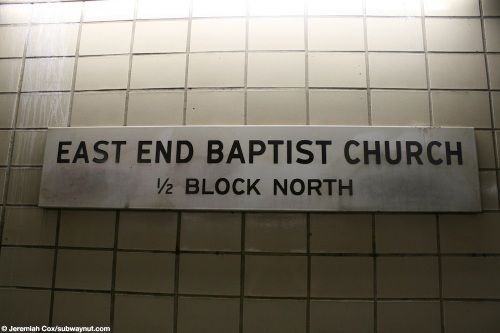 EAST END BAPTIST CHURCH
½ BLOCK NORTH
© Jeremiah Cox/subwaynut.com